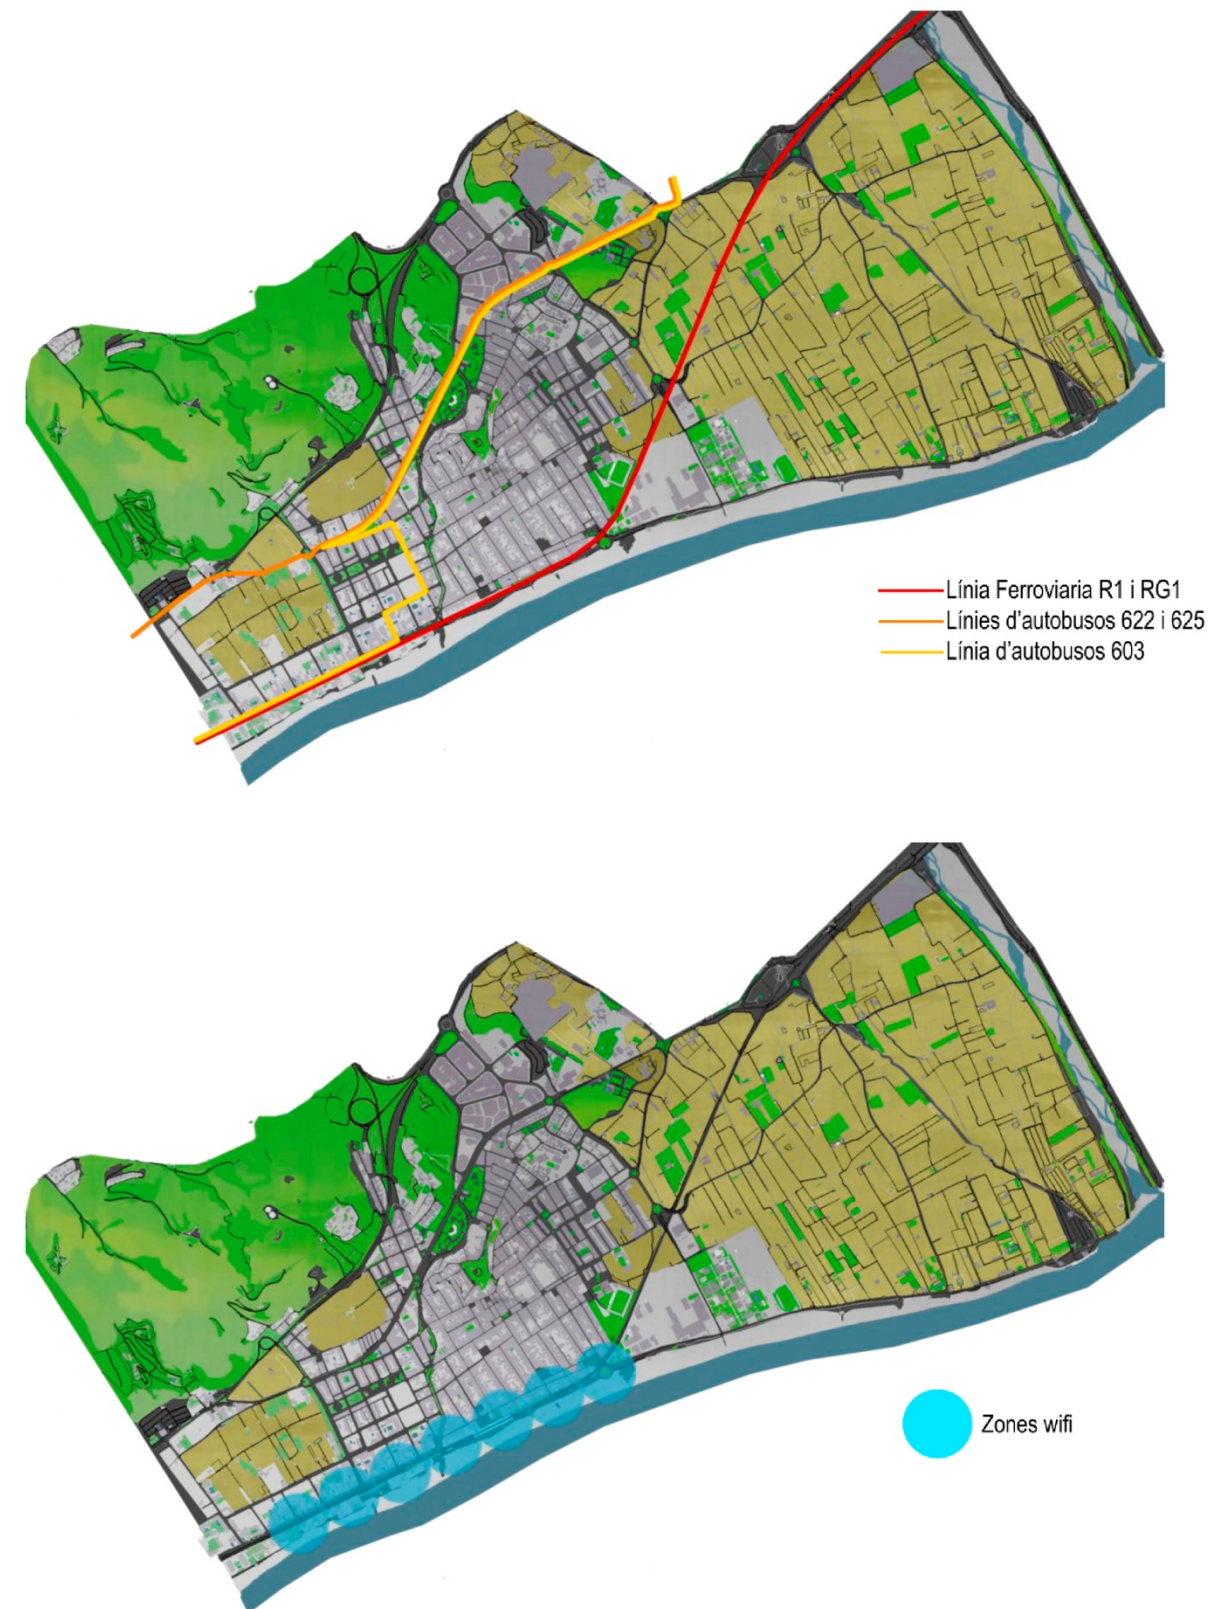 Línia Ferroviaria R1 i RG1
Línies d'autobusos 622 i 625
Línia d'autobusos 603
Zones wifi